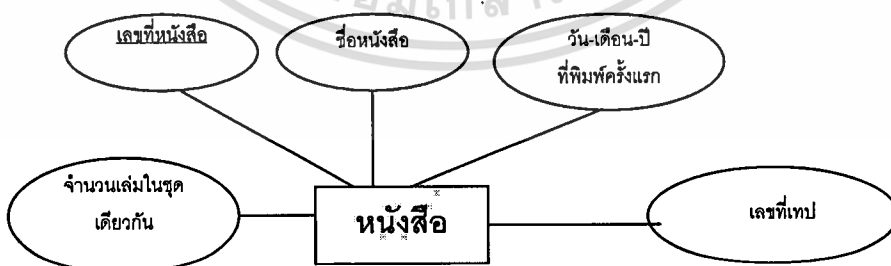 เลขที่หนังสือ
ชื่อหนังสือ
วัน-เดือน-ปี
ที่พิมพ์ครั้งแรก
จำนวนเล่มในชุด
เดียวกัน
หนังสือ
เลขที่เทป